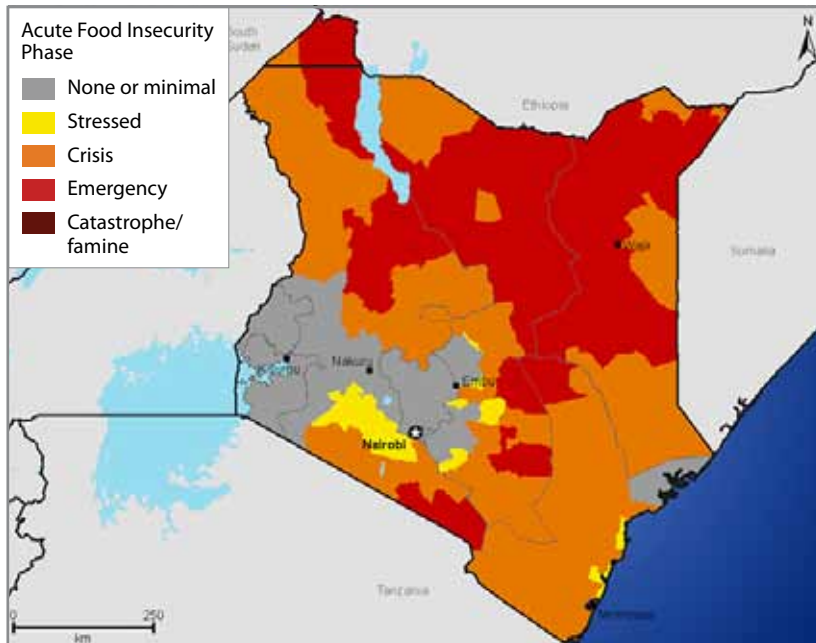 Acute Food Insecurity
Phase
None or minimal
Stressed
Crisis
Emergency
Catastrophe/
famine
South
Sudan
N
Ethiopia
Wajir
Somalia
Kisumu
Nakuru
Embu
Nairobi
Tanzania
Mombasa
0
250
km